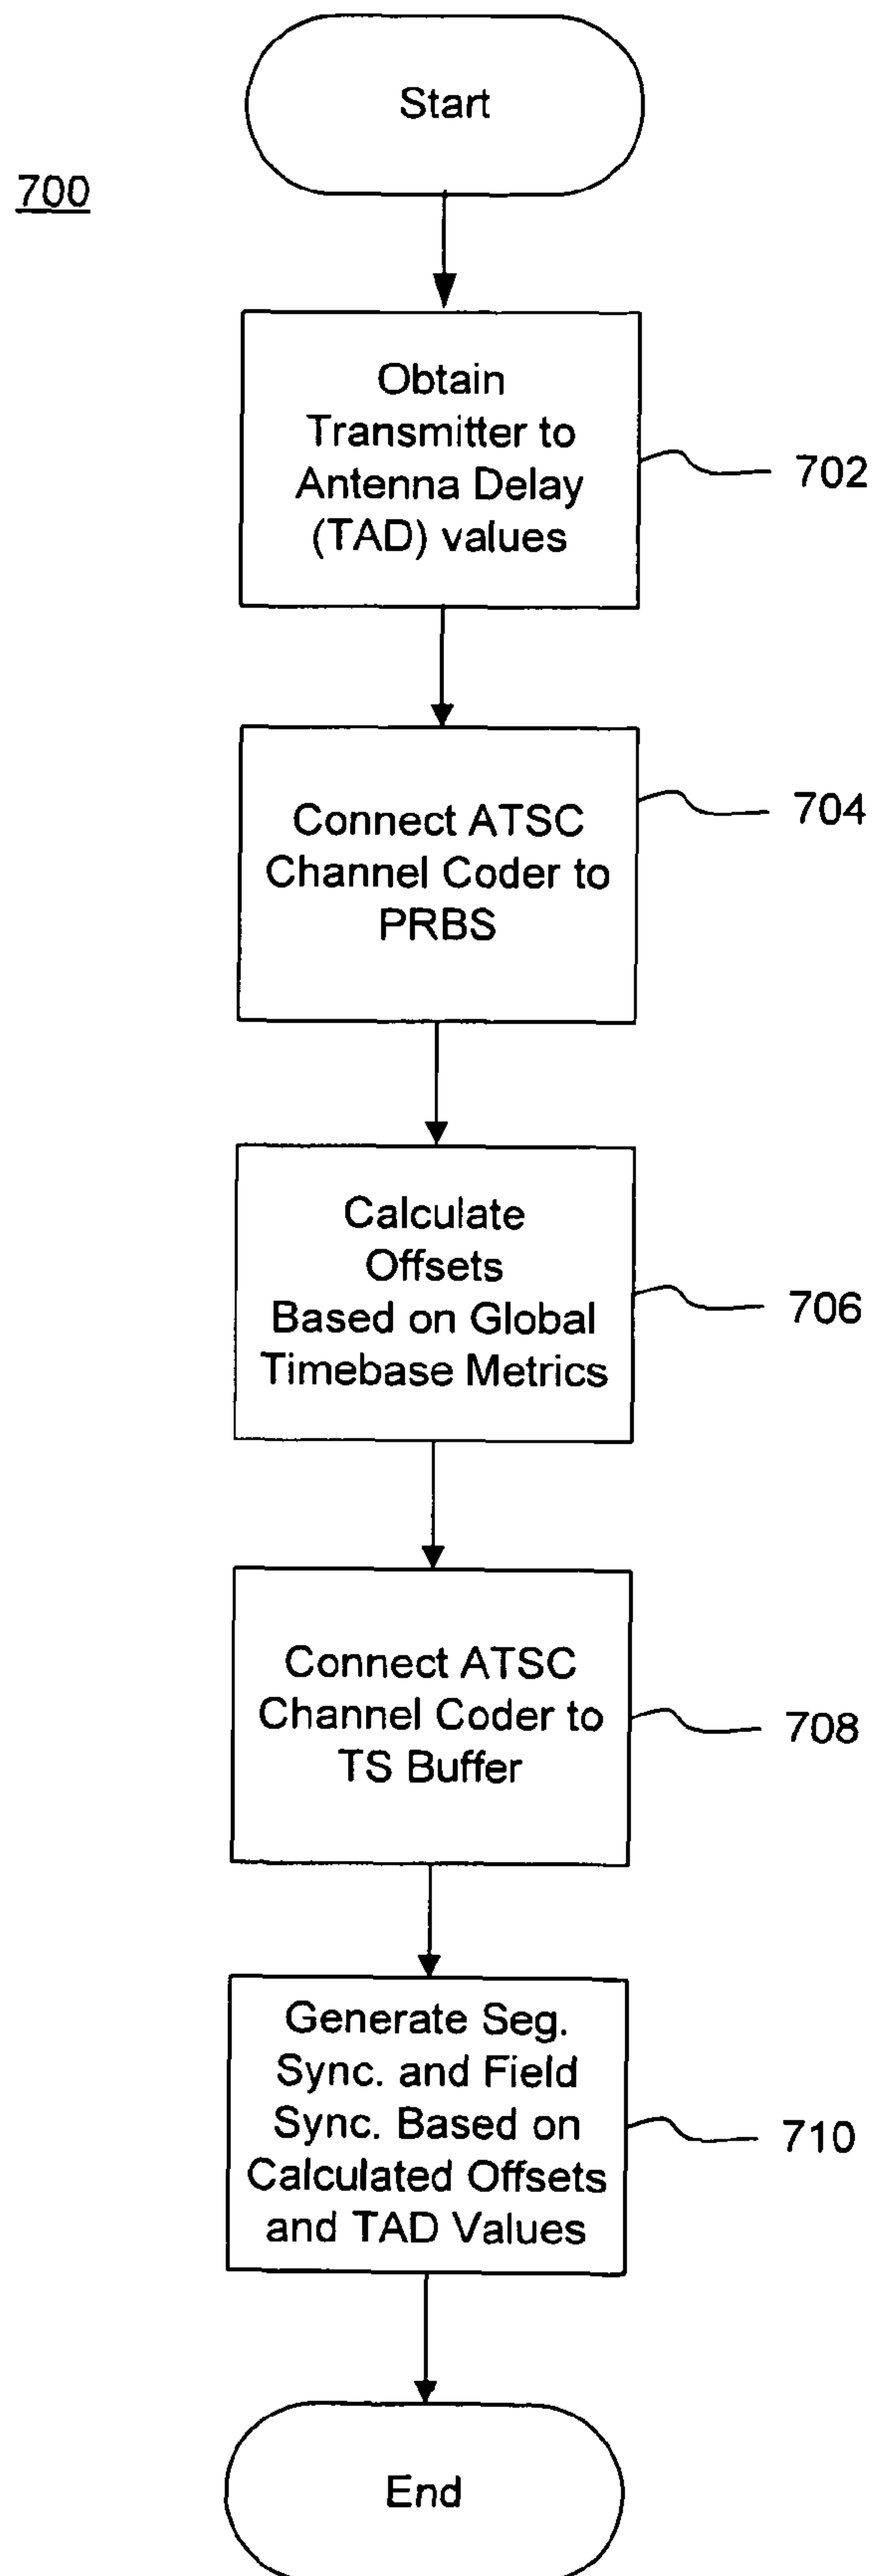 Start
700
Obtain
Transmitter to
Antenna Delay
(TAD) values
702
Connect ATSC
Channel Coder to
PRBS
704
Calculate
Offsets
Based on Global
Timebase Metrics
706
Connect ATSC
Channel Coder to
TS Buffer
708
Generate Seg.
Sync. and Field
Sync. Based on
Calculated Offsets
and TAD Values
710
End